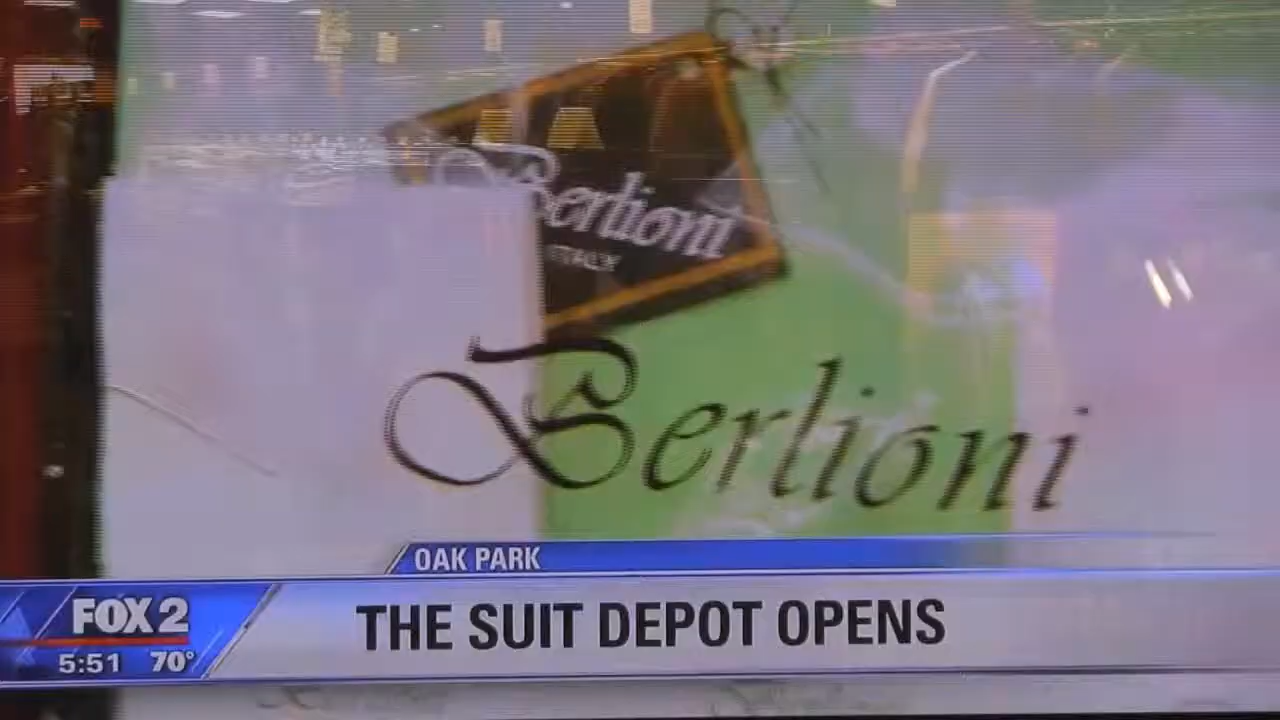 Berlioni
ITALY
Berlioni
OAK PARK
THE SUIT DEPOT OPENS
FOX 2
5:51 70°